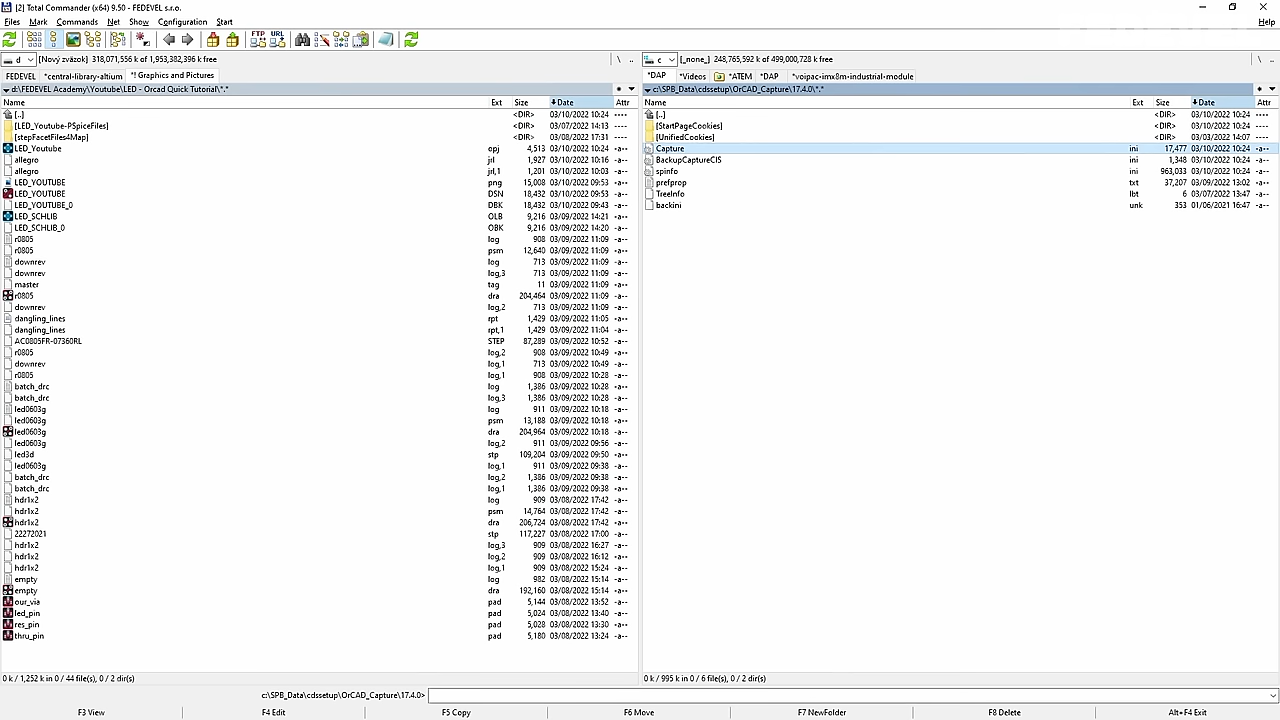 [2] Total Commander (x64) 9.50 - FEDEVEL
Files Mark Commands Net Show Configuration Start Help
FTP URL
d [Nový zväzok] 318,071,556 k of 1,953,382,396 k free \ ..
c [_none_] 248,765,592 k of 499,000,728 k free \ ..
FEDEVEL *central-library-altium *! Graphics and Pictures
*DAP *Videos *ATEM *DAP *voipac-imx8m-industrial-module
d:\FEDEVEL Academy\Youtube\LED - Orcad Quick Tutorial\*.*
Name Ext Size Date Attr
[..] <DIR> 03/10/2022 10:24 ----
[LED_Youtube-PSpiceFiles] <DIR> 03/07/2022 14:13 ----
[stepFacetFiles4Map] <DIR> 03/08/2022 17:31 ----
LED_Youtube opj 4,513 03/10/2022 10:24 -a--
allegro jrl 1,927 03/10/2022 10:16 -a--
allegro jrl,1 1,201 03/10/2022 10:03 -a--
LED_YOUTUBE png 15,008 03/10/2022 09:53 -a--
LED_YOUTUBE DSN 18,432 03/10/2022 09:53 -a--
LED_YOUTUBE_0 DBK 18,432 03/10/2022 09:43 -a--
LED_SCHLIB OLB 9,216 03/09/2022 14:21 -a--
LED_SCHLIB_0 OBK 9,216 03/09/2022 14:20 -a--
r0805 log 908 03/09/2022 11:09 -a--
r0805 psm 12,640 03/09/2022 11:09 -a--
downrev log 713 03/09/2022 11:09 -a--
downrev log,3 713 03/09/2022 11:09 -a--
master tag 11 03/09/2022 11:09 -a--
r0805 dra 204,464 03/09/2022 11:09 -a--
downrev log,2 713 03/09/2022 11:09 -a--
dangling_lines rpt 1,429 03/09/2022 11:05 -a--
dangling_lines rpt,1 1,429 03/09/2022 11:04 -a--
AC0805FR-07360RL STEP 87,289 03/09/2022 10:52 -a--
r0805 log,2 908 03/09/2022 10:49 -a--
downrev log,1 713 03/09/2022 10:49 -a--
r0805 log,1 908 03/09/2022 10:28 -a--
batch_drc log 1,386 03/09/2022 10:28 -a--
batch_drc log,3 1,386 03/09/2022 10:28 -a--
led0603g log 911 03/09/2022 10:18 -a--
led0603g psm 13,188 03/09/2022 10:18 -a--
led0603g dra 204,964 03/09/2022 10:18 -a--
led0603g log,2 911 03/09/2022 09:56 -a--
led3d stp 109,204 03/09/2022 09:50 -a--
led0603g log,1 911 03/09/2022 09:38 -a--
batch_drc log,2 1,386 03/09/2022 09:38 -a--
batch_drc log,1 1,386 03/09/2022 09:38 -a--
hdr1x2 log 909 03/08/2022 17:42 -a--
hdr1x2 psm 14,764 03/08/2022 17:42 -a--
hdr1x2 dra 206,724 03/08/2022 17:42 -a--
22272021 stp 117,227 03/08/2022 17:00 -a--
hdr1x2 log,3 909 03/08/2022 16:27 -a--
hdr1x2 log,2 909 03/08/2022 16:12 -a--
hdr1x2 log,1 909 03/08/2022 15:24 -a--
empty log 982 03/08/2022 15:14 -a--
empty dra 192,160 03/08/2022 15:14 -a--
our_via pad 5,144 03/08/2022 13:52 -a--
led_pin pad 5,024 03/08/2022 13:40 -a--
res_pin pad 5,028 03/08/2022 13:30 -a--
thru_pin pad 5,180 03/08/2022 13:24 -a--
0 k / 1,252 k in 0 / 44 file(s), 0 / 2 dir(s)
c:\SPB_Data\cdssetup\OrCAD_Capture\17.4.0\*.*
Name Ext Size Date Attr
[..] <DIR> 03/10/2022 10:24 ----
[StartPageCookies] <DIR> 03/10/2022 10:24 ----
[UnifiedCookies] <DIR> 03/03/2022 14:07 ----
Capture ini 17,477 03/10/2022 10:24 -a--
BackupCaptureCIS ini 1,348 03/10/2022 10:24 -a--
spinfo ini 963,033 03/10/2022 10:24 -a--
prefprop txt 37,207 03/09/2022 13:02 -a--
TreeInfo lbt 6 03/07/2022 13:47 -a--
backini unk 353 01/06/2021 16:47 -a--
0 k / 995 k in 0 / 6 file(s), 0 / 2 dir(s)
c:\SPB_Data\cdssetup\OrCAD_Capture\17.4.0>
F3 View F4 Edit F5 Copy F6 Move F7 NewFolder F8 Delete Alt+F4 Exit